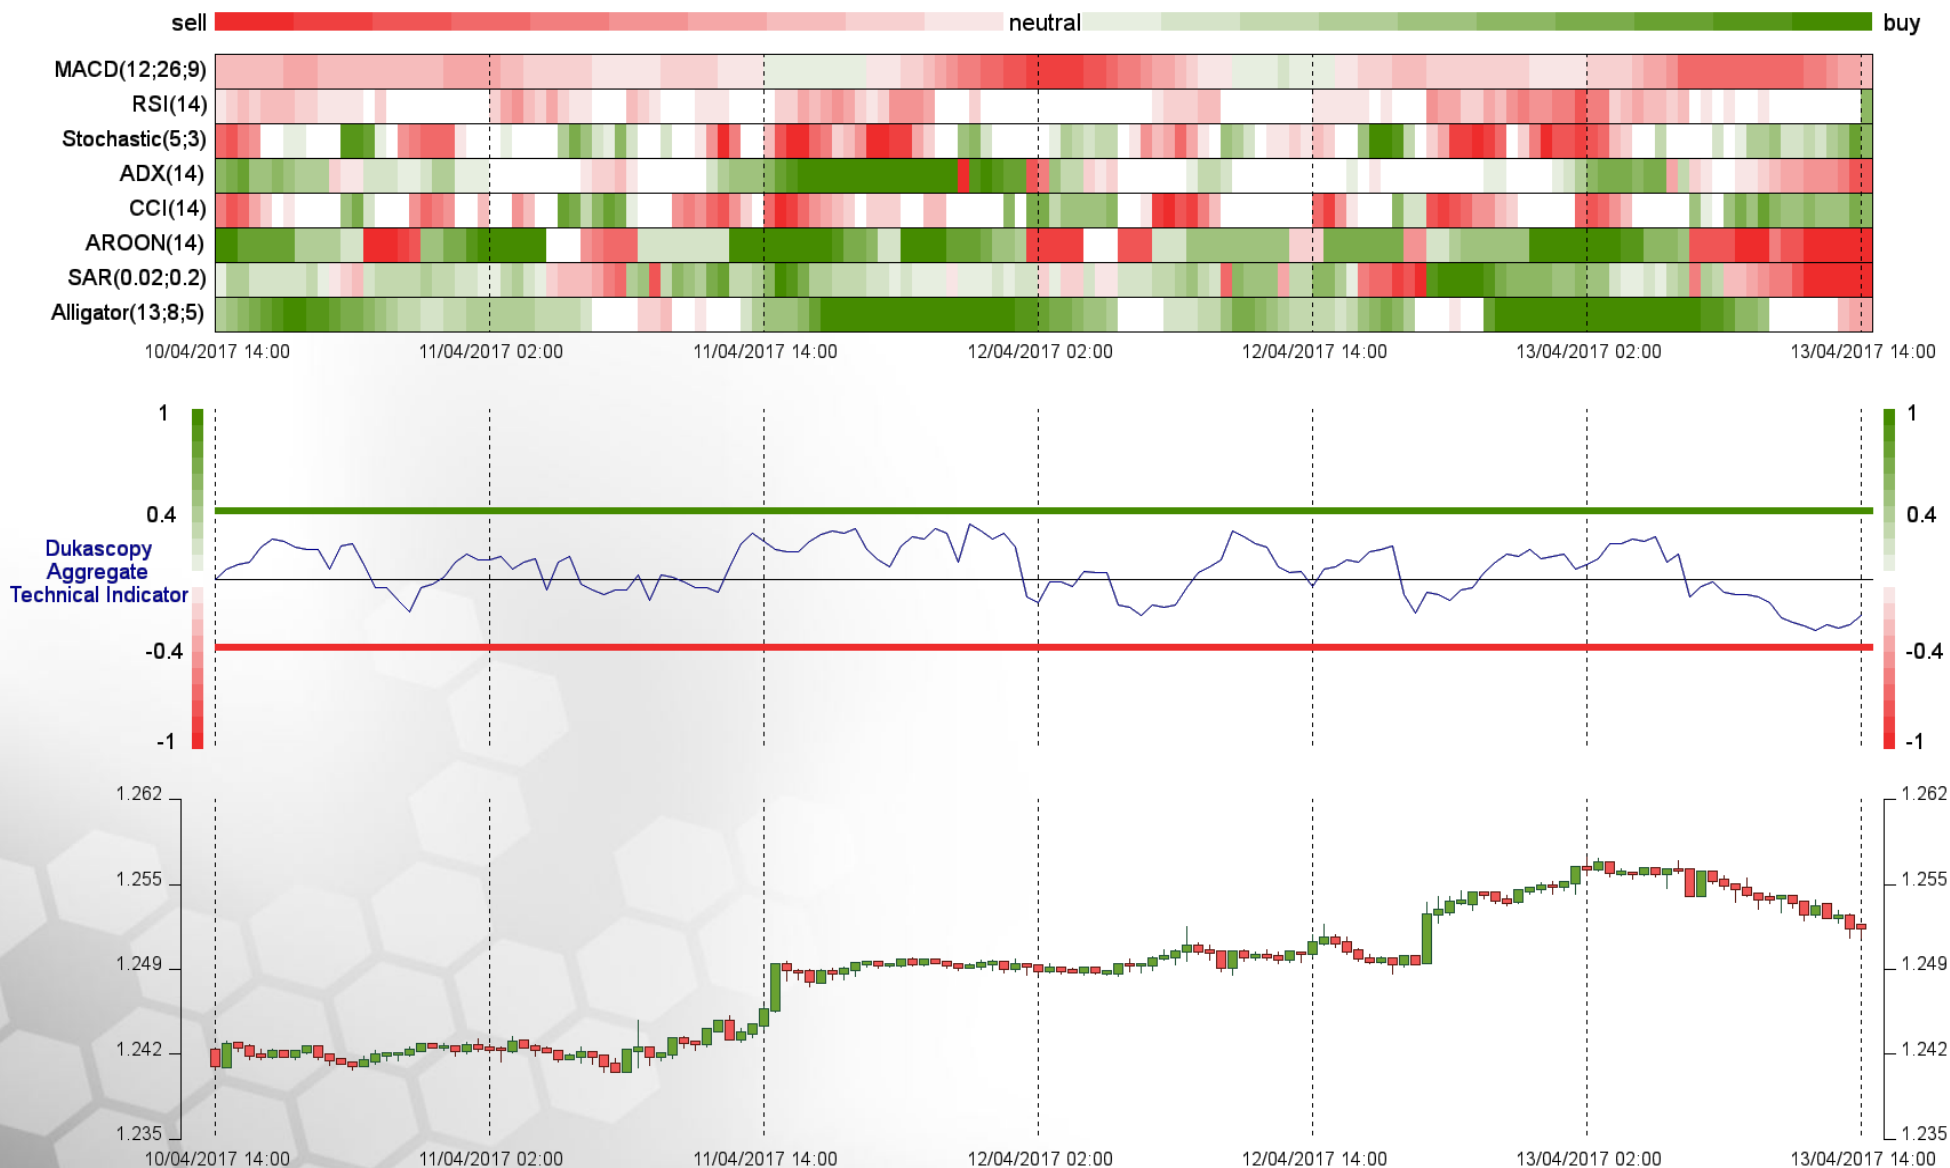 sell neutral buy
MACD(12;26;9)
RSI(14)
Stochastic(5;3)
ADX(14)
CCI(14)
AROON(14)
SAR(0.02;0.2)
Alligator(13;8;5)
10/04/2017 14:00 11/04/2017 02:00 11/04/2017 14:00 12/04/2017 02:00 12/04/2017 14:00 13/04/2017 02:00 13/04/2017 14:00
1 1
0.4 0.4
Dukascopy
Aggregate
Technical Indicator
-0.4 -0.4
-1 -1
1.262 1.262
1.255 1.255
1.249 1.249
1.242 1.242
1.235 1.235
10/04/2017 14:00 11/04/2017 02:00 11/04/2017 14:00 12/04/2017 02:00 12/04/2017 14:00 13/04/2017 02:00 13/04/2017 14:00